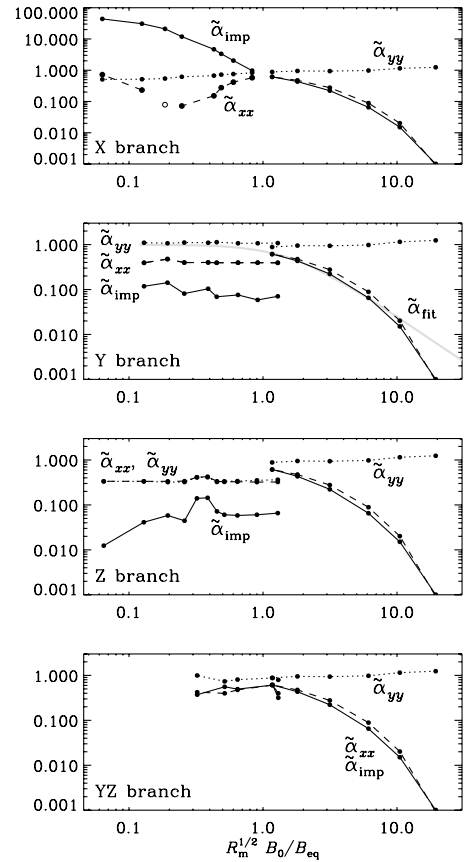 100.000
10.000
1.000
0.100
0.010
0.001
α̃imp
α̃yy
α̃xx
X branch
0.1 1.0 10.0
1.000
0.100
0.010
0.001
α̃yy
α̃xx
α̃imp
α̃fit
Y branch
0.1 1.0 10.0
1.000
0.100
0.010
0.001
α̃xx, α̃yy
α̃yy
α̃imp
Z branch
0.1 1.0 10.0
1.000
0.100
0.010
0.001
α̃yy
α̃xx
α̃imp
YZ branch
0.1 1.0 10.0
Rm1/2 B0/Beq